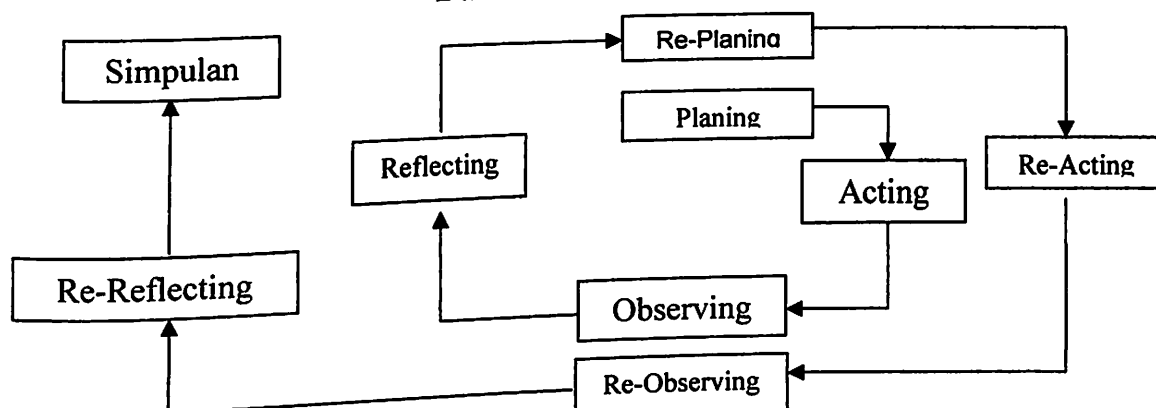 Re-Planing
Simpulan
Planing
Reflecting
Re-Acting
Acting
Re-Reflecting
Observing
Re-Observing